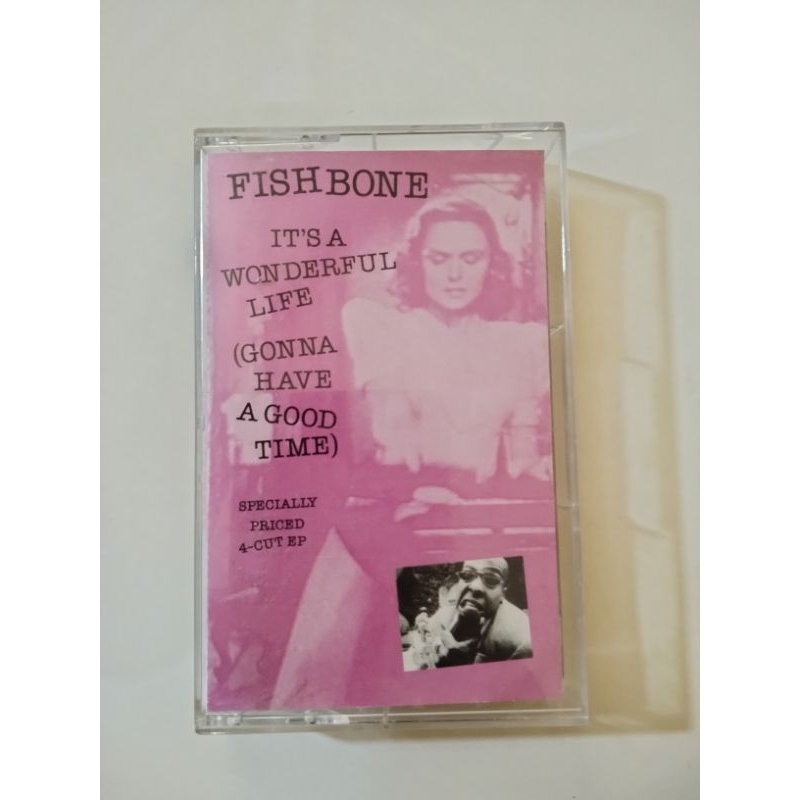 FISHBONE
IT'S A
WONDERFUL
LIFE
(GONNA
HAVE
A GOOD
TIME)
SPECIALLY
PRICED
4-CUT EP